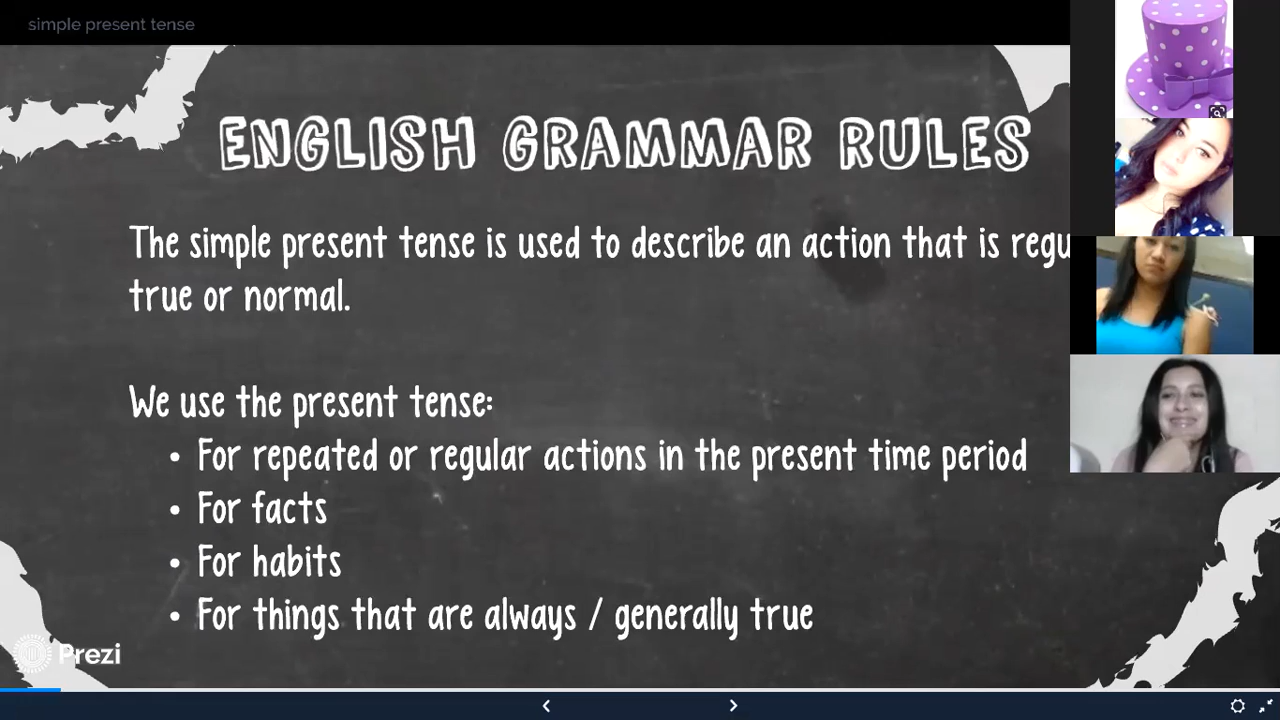 simple present tense
ENGLISH GRAMMAR RULES
The simple present tense is used to describe an action that is
true or normal.
We use the present tense:
• For repeated or regular actions in the present time period
• For facts
• For habits
• For things that are always / generally true
Prezi